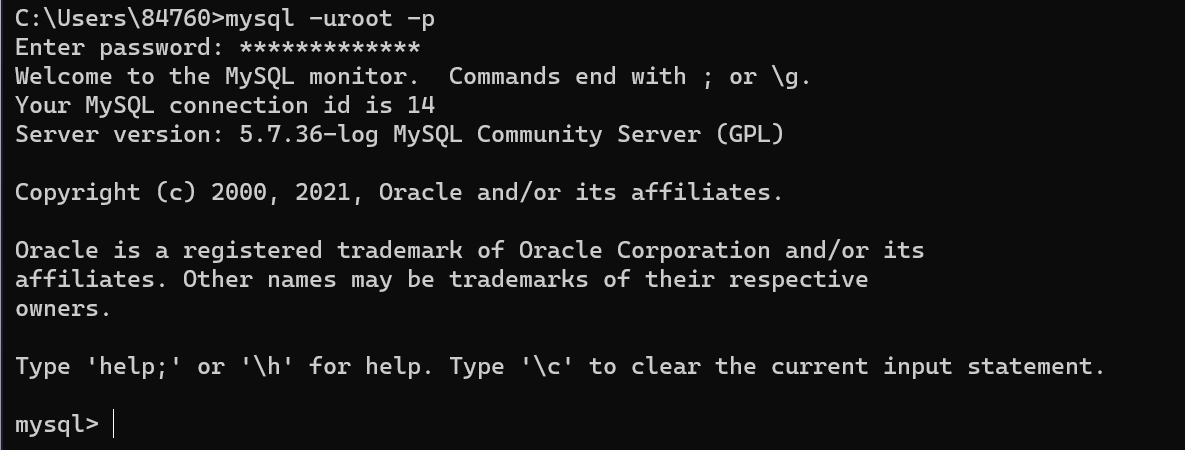 C:\Users\84760>mysql -uroot -p
Enter password: *************
Welcome to the MySQL monitor.  Commands end with ; or \g.
Your MySQL connection id is 14
Server version: 5.7.36-log MySQL Community Server (GPL)
Copyright (c) 2000, 2021, Oracle and/or its affiliates.
Oracle is a registered trademark of Oracle Corporation and/or its
affiliates. Other names may be trademarks of their respective
owners.
Type 'help;' or '\h' for help. Type '\c' to clear the current input statement.
mysql>